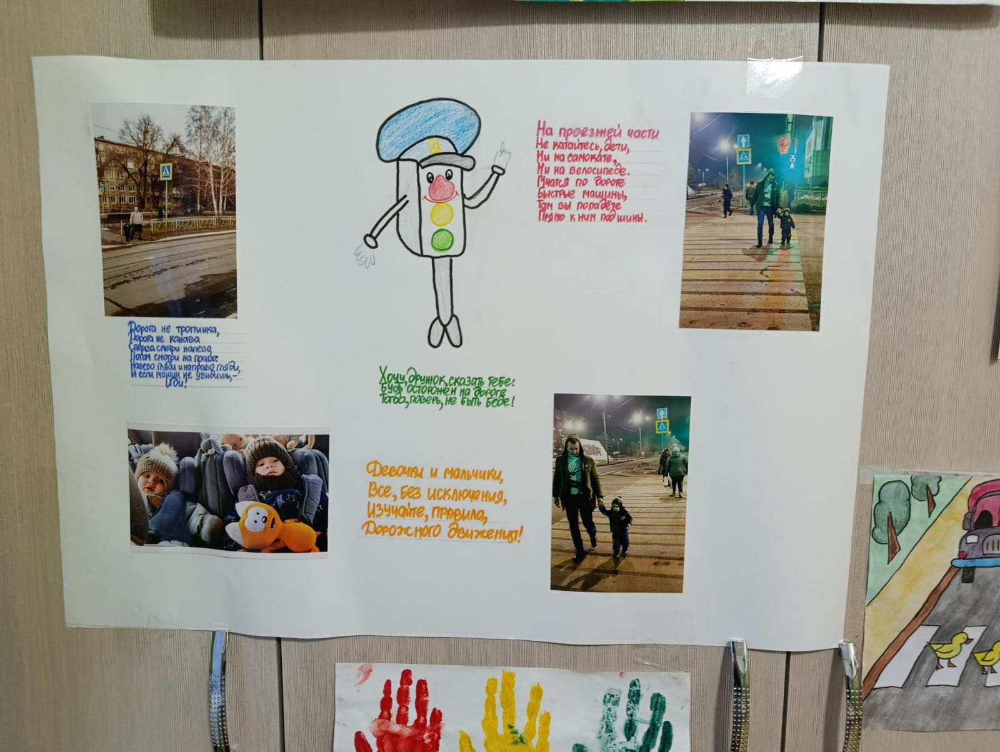 На проезжей части
Не катайтесь, дети,
Ни на самокате,
Ни на велосипеде.
Мчатся по дороге
Быстрые машины,
Там вы попадёте
Прямо к ним под шины.
Дорога не тропинка,
Дорога не канава
Сперва смотри налево
Потом смотри на право.
Налево гляди и направо гляди,
И если машин не увидишь,-
Иди!
Хочу, дружок, сказать тебе:
Будь осторожен на дороге
Тогда, поверь, не быть беде!
Девочки и мальчики,
Все, без исключения,
Изучайте, правила,
Дорожного движения!